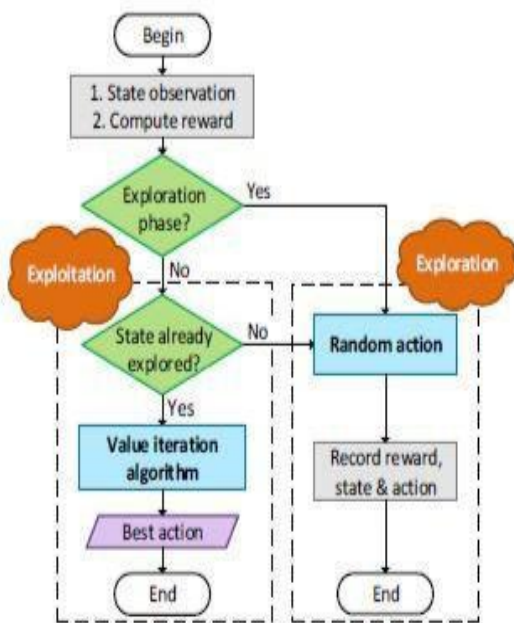 Begin
1. State observation
2. Compute reward
Exploration
phase?
Yes
No
Exploitation
Exploration
State already
explored?
No
Yes
Random action
Value iteration
algorithm
Record reward,
state & action
Best action
End
End